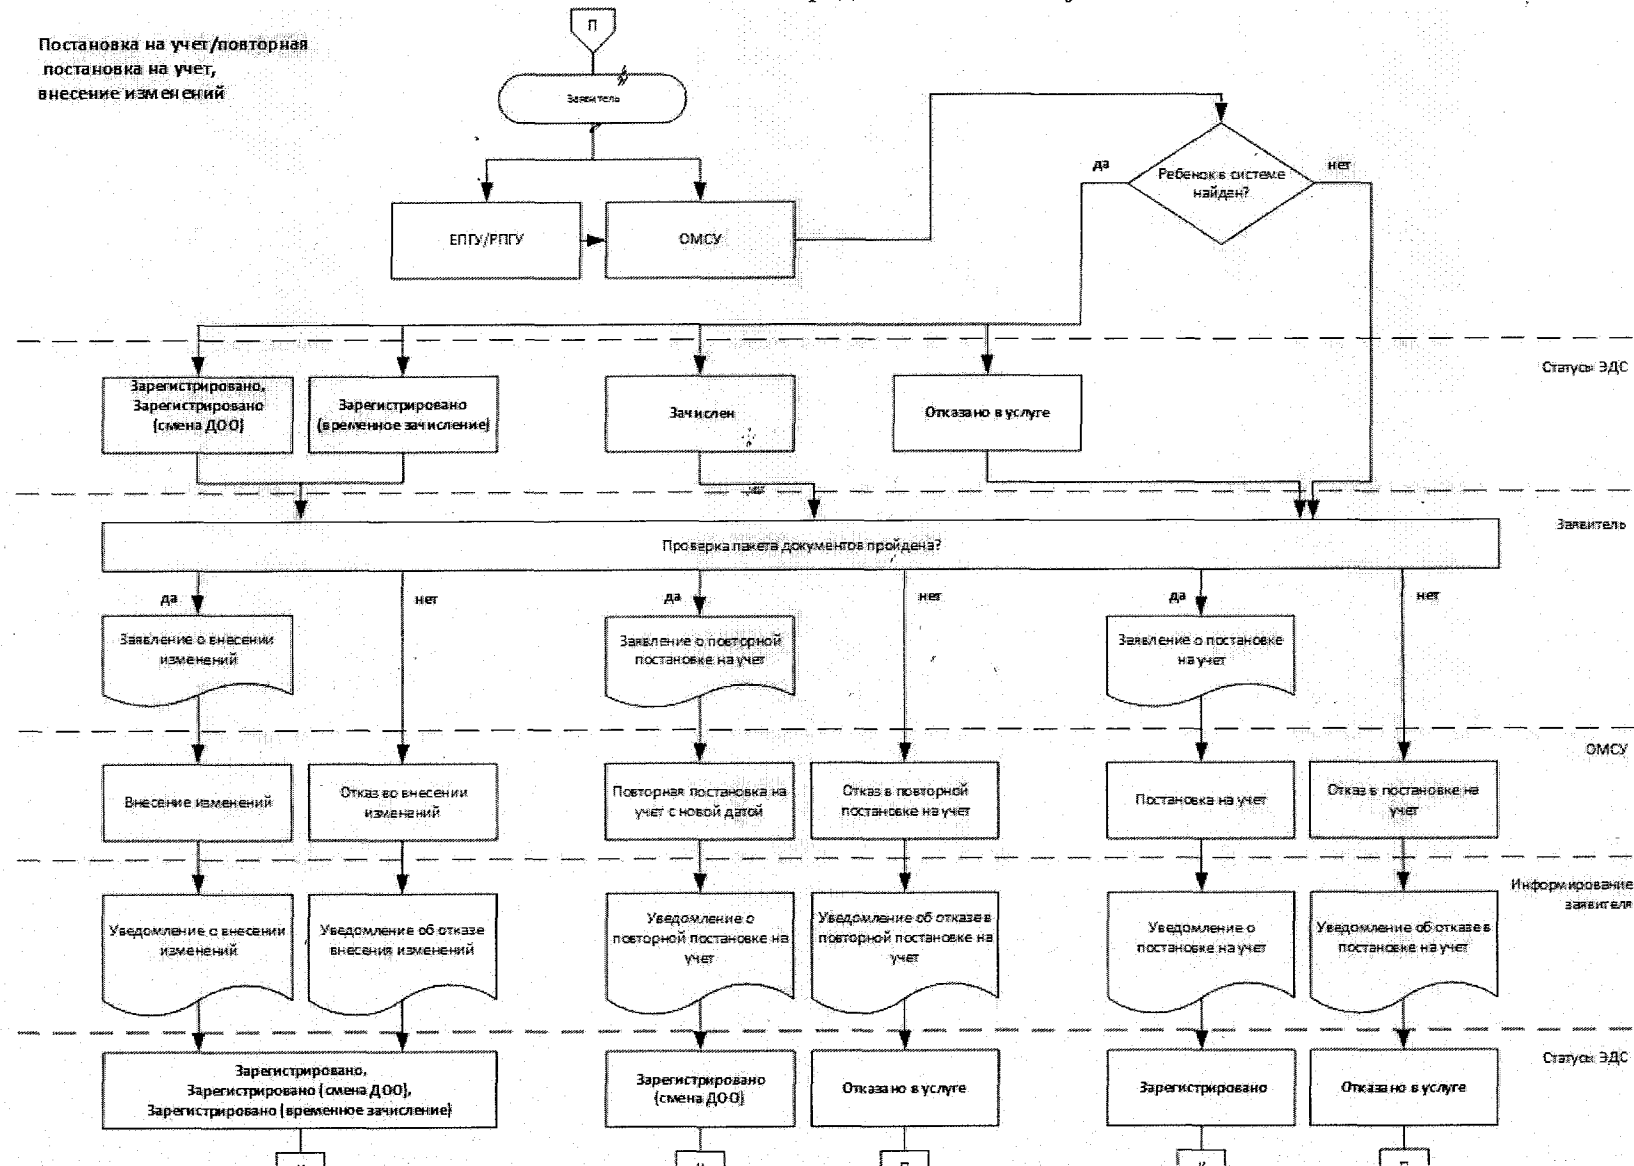 П
Постановка на учет/повторная
постановка на учет,
внесение изменений
Заявитель
ЕПГУ/РПГУ
ОМСУ
да
Ребенок в системе
найден?
нет
Статусы ЭДС
Зарегистрировано,
Зарегистрировано
(смена ДОО)
Зарегистрировано
(временное зачисление)
Зачислен
Отказано в услуге
Заявитель
Проверка пакета документов пройдена?
да
нет
да
нет
да
нет
Заявление о внесении
изменений
Заявление о повторной
постановке на учет
Заявление о постановке
на учет
ОМСУ
Внесение изменений
Отказ во внесении
изменений
Повторная постановка на
учет с новой датой
Отказ в повторной
постановке на учет
Постановка на учет
Отказ в постановке на
учет
Информирование
заявителя
Уведомление о внесении
изменений
Уведомление об отказе
внесения изменений
Уведомление о
повторной постановке на
учет
Уведомление об отказе в
повторной постановке на
учет
Уведомление о
постановке на учет
Уведомление об отказе в
постановке на учет
Статусы ЭДС
Зарегистрировано,
Зарегистрировано (смена ДОО),
Зарегистрировано (временное зачисление)
Зарегистрировано
(смена ДОО)
Отказано в услуге
Зарегистрировано
Отказано в услуге